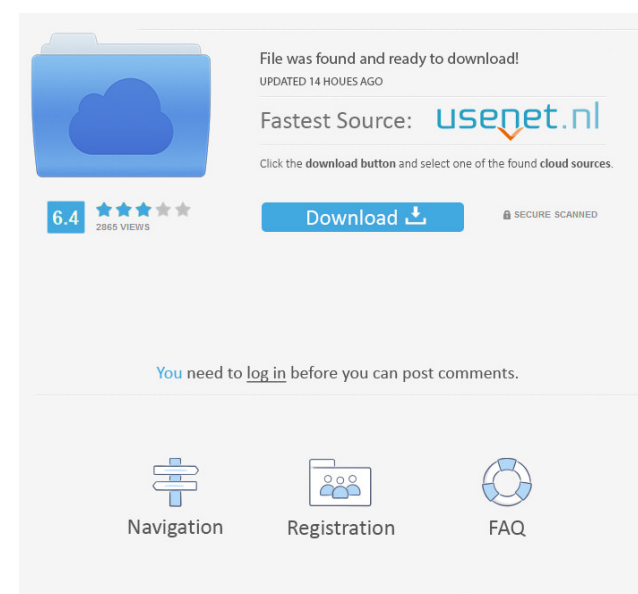 File was found and ready to download!
UPDATED 14 HOUES AGO
Fastest Source: usenet.nl
Click the download button and select one of the found cloud sources.
6.4
2865 VIEWS
Download
SECURE SCANNED
You need to log in before you can post comments.
Navigation
Registration
FAQ